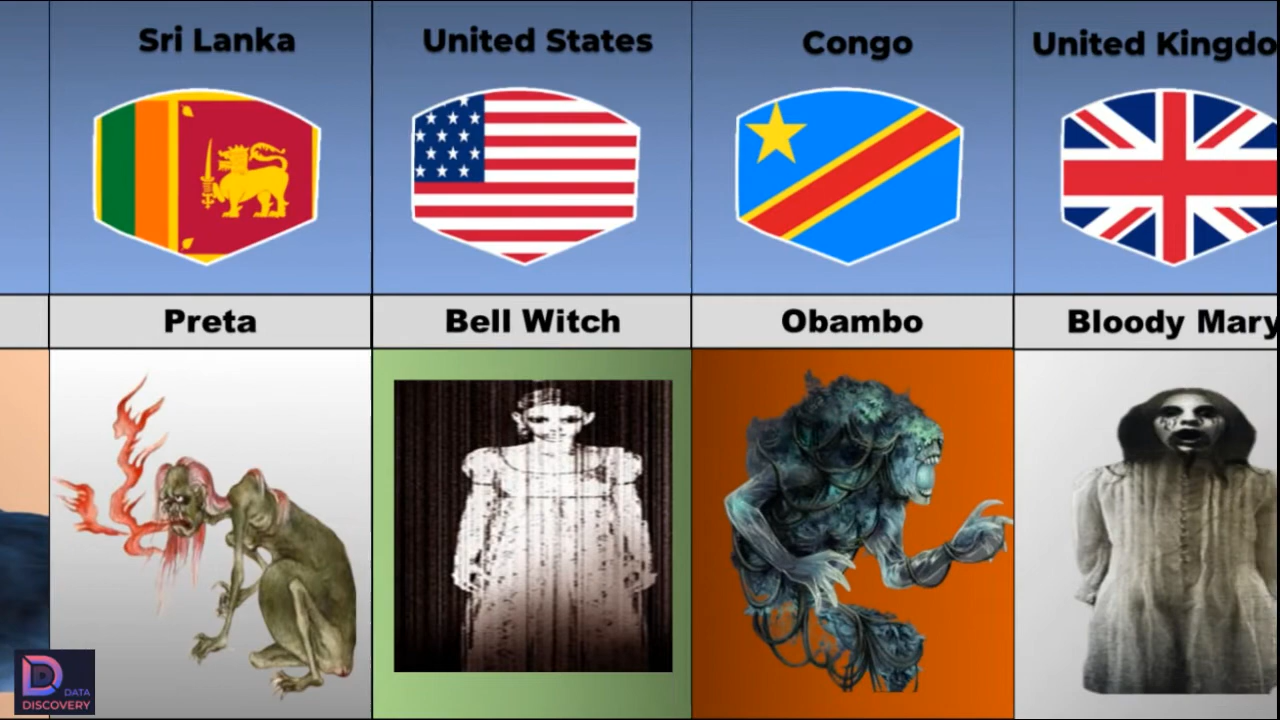 Sri Lanka
United States
Congo
United Kingdo
Preta
Bell Witch
Obambo
Bloody Mary
DATA
DISCOVERY